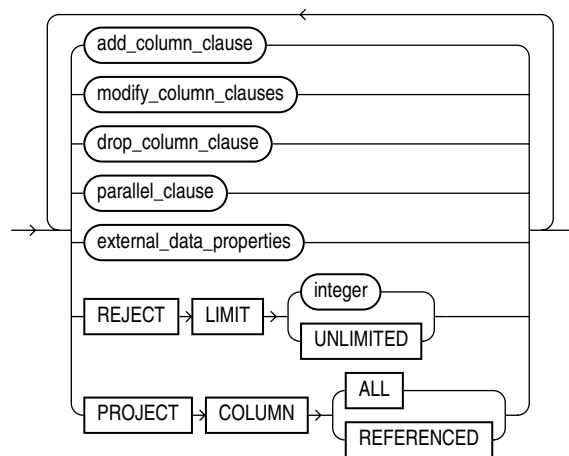 add_column_clause
modify_column_clauses
drop_column_clause
parallel_clause
external_data_properties
REJECT LIMIT integer
UNLIMITED
PROJECT COLUMN ALL
REFERENCED